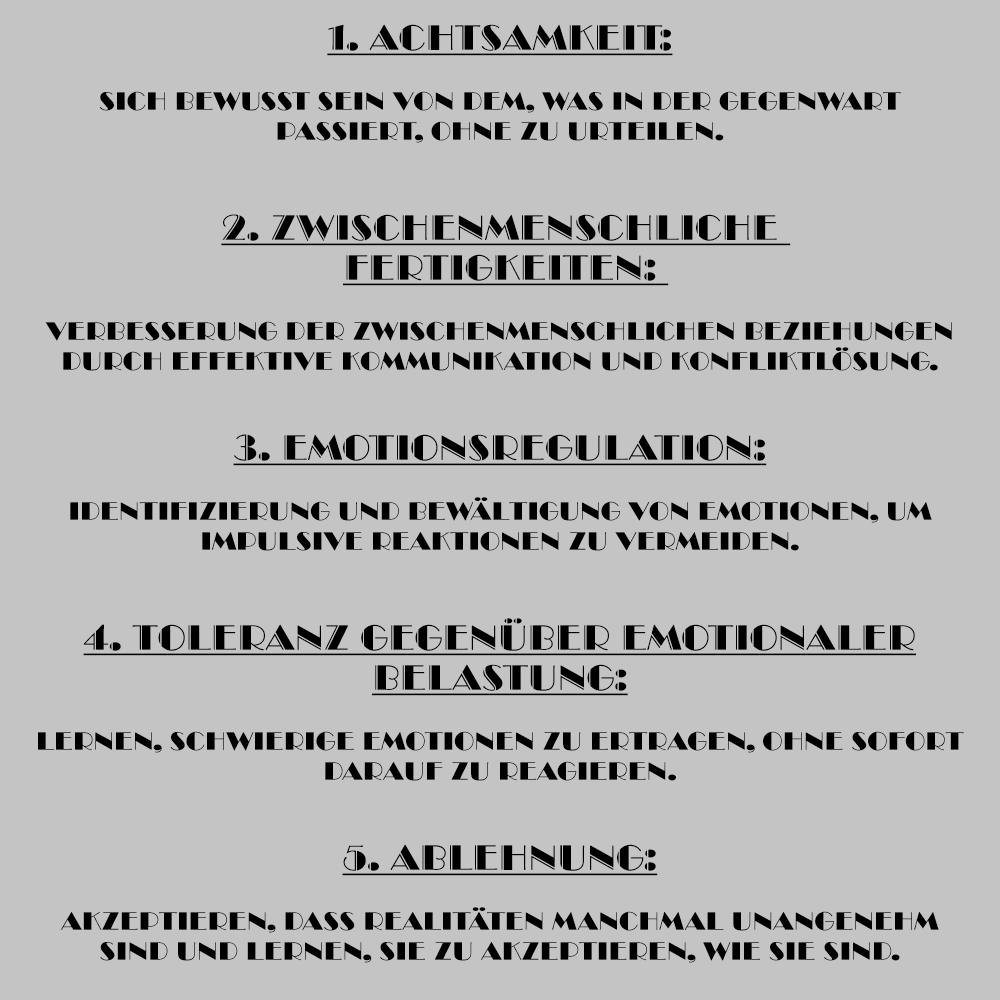 1. ACHTSAMKEIT:
SICH BEWUSST SEIN VON DEM, WAS IN DER GEGENWART
PASSIERT, OHNE ZU URTEILEN.
2. ZWISCHENMENSCHLICHE
FERTIGKEITEN:
VERBESSERUNG DER ZWISCHENMENSCHLICHEN BEZIEHUNGEN
DURCH EFFEKTIVE KOMMUNIKATION UND KONFLIKTLÖSUNG.
3. EMOTIONSREGULATION:
IDENTIFIZIERUNG UND BEWÄLTIGUNG VON EMOTIONEN, UM
IMPULSIVE REAKTIONEN ZU VERMEIDEN.
4. TOLERANZ GEGENÜBER EMOTIONALER
BELASTUNG:
LERNEN, SCHWIERIGE EMOTIONEN ZU ERTRAGEN, OHNE SOFORT
DARAUF ZU REAGIEREN.
5. ABLEHNUNG:
AKZEPTIEREN, DASS REALITÄTEN MANCHMAL UNANGENEHM
SIND UND LERNEN, SIE ZU AKZEPTIEREN, WIE SIE SIND.